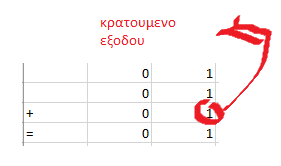 κρατουμενο
εξοδου
0 1
0 1
+ 0 1
= 0 1